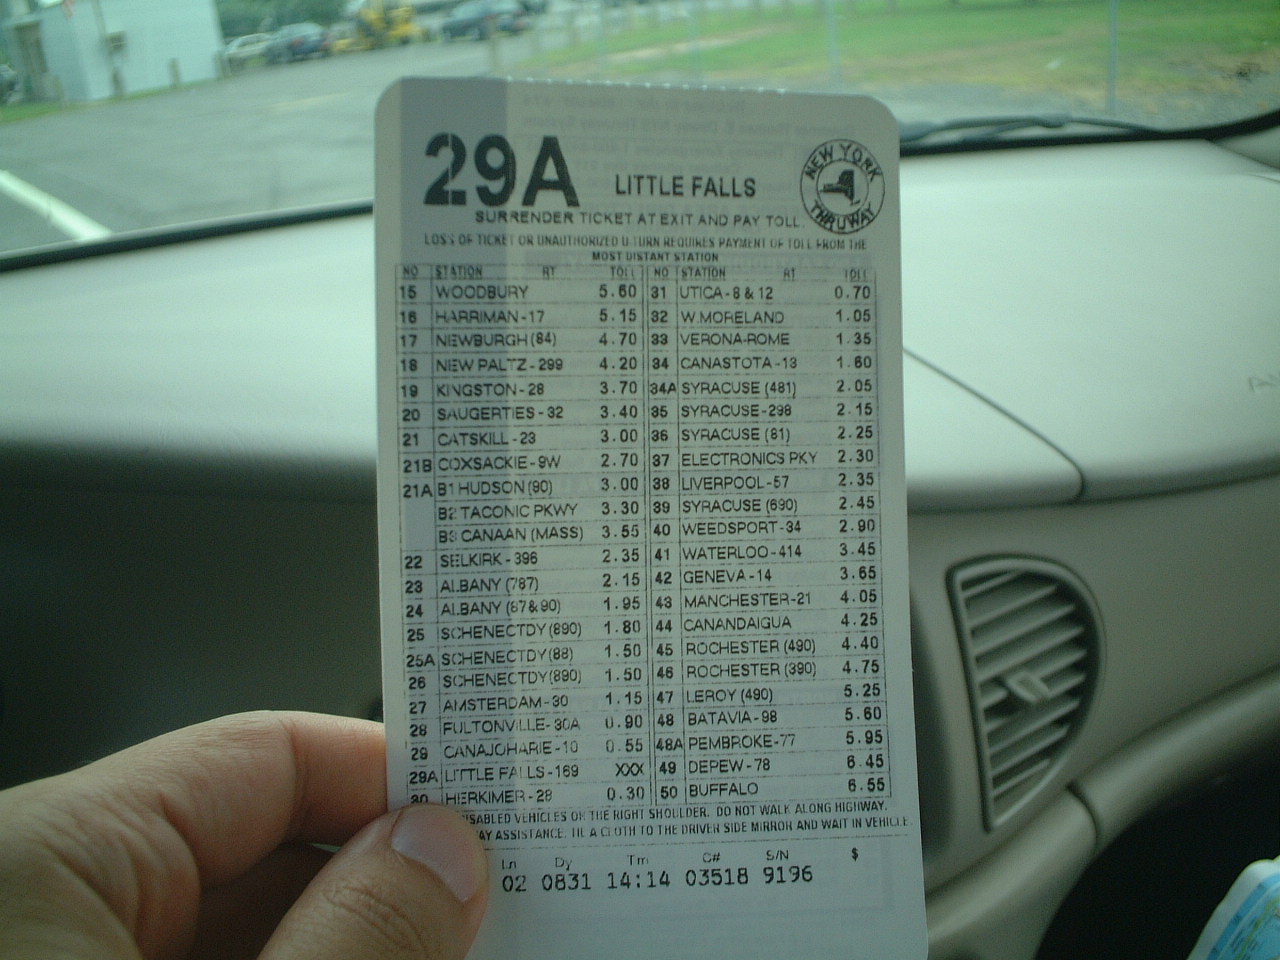 29A LITTLE FALLS
NEW YORK THRUWAY
SURRENDER TICKET AT EXIT AND PAY TOLL.
LOSS OF TICKET OR UNAUTHORIZED U.TURN REQUIRES PAYMENT OF TOLL FROM THE
MOST DISTANT STATION
NO STATION RT TOLL NO STATION RT TOLL
15 WOODBURY 5.60 31 UTICA-8 & 12 0.70
16 HARRIMAN-17 5.15 32 W.MORELAND 1.05
17 NEWBURGH (84) 4.70 33 VERONA-ROME 1.35
18 NEW PALTZ-299 4.20 34 CANASTOTA-13 1.60
19 KINGSTON-28 3.70 34A SYRACUSE (481) 2.05
20 SAUGERTIES-32 3.40 35 SYRACUSE-298 2.15
21 CATSKILL-23 3.00 36 SYRACUSE (81) 2.25
21B COXSACKIE-9W 2.70 37 ELECTRONICS PKY 2.30
21A B1 HUDSON (90) 3.00 38 LIVERPOOL-57 2.35
B2 TACONIC PKWY 3.30 39 SYRACUSE (690) 2.45
B3 CANAAN (MASS) 3.55 40 WEEDSPORT-34 2.90
22 SELKIRK-396 2.35 41 WATERLOO-414 3.45
23 ALBANY (787) 2.15 42 GENEVA-14 3.65
24 ALBANY (87&90) 1.95 43 MANCHESTER-21 4.05
25 SCHENECTDY (890) 1.80 44 CANANDAIGUA 4.25
25A SCHENECTDY (88) 1.50 45 ROCHESTER (490) 4.40
26 SCHENECTDY (890) 1.50 46 ROCHESTER (390) 4.75
27 AMSTERDAM-30 1.15 47 LEROY (490) 5.25
28 FULTONVILLE-30A 0.90 48 BATAVIA-98 5.60
29 CANAJOHARIE-10 0.55 48A PEMBROKE-77 5.95
29A LITTLE FALLS-169 XXX 49 DEPEW-78 6.45
30 HERKIMER-28 0.30 50 BUFFALO 6.55
VEHICLES ON THE RIGHT SHOULDER. DO NOT WALK ALONG HIGHWAY.
ASSISTANCE. TIE A CLOTH TO THE DRIVER SIDE MIRROR AND WAIT IN VEHICLE
Ln Dy Tm C# S/N $
02 0831 14:14 03518 9196